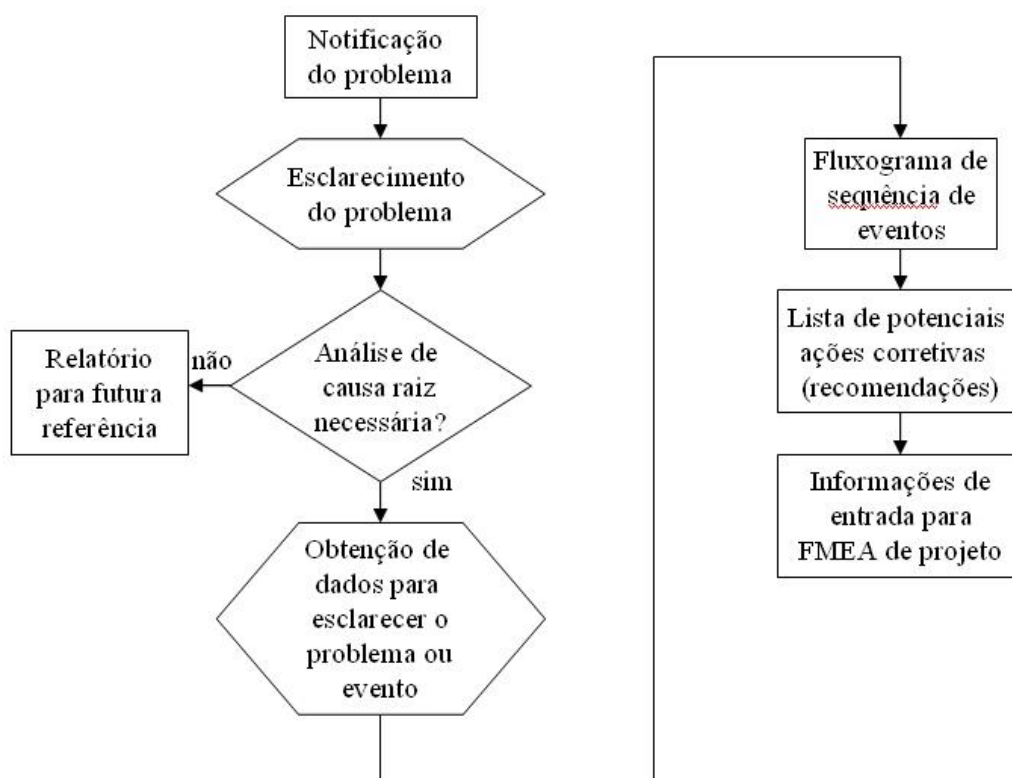 Notificação
do problema
Esclarecimento
do problema
Análise de
causa raiz
necessária?
não
Relatório
para futura
referência
sim
Obtenção de
dados para
esclarecer o
problema ou
evento
Fluxograma de
sequência de
eventos
Lista de potenciais
ações corretivas
(recomendações)
Informações de
entrada para
FMEA de projeto